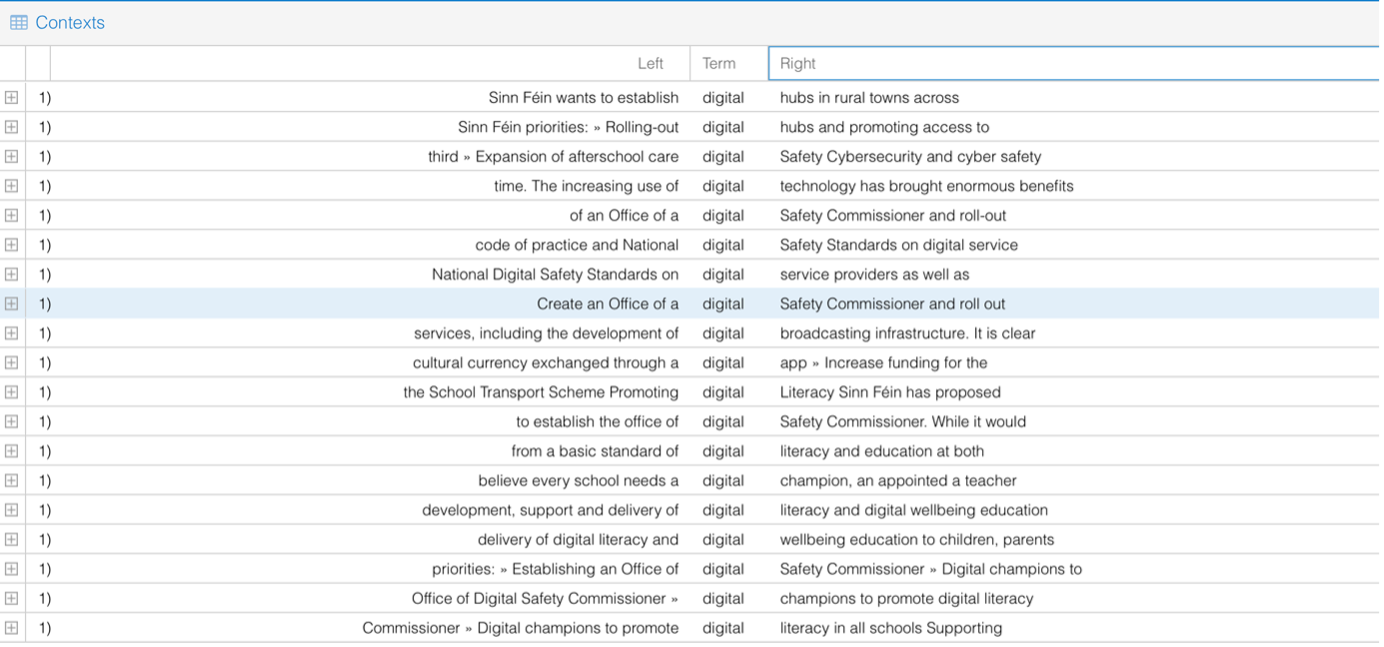 Contexts
Left Term Right
1) Sinn Féin wants to establish digital hubs in rural towns across
1) Sinn Féin priorities: » Rolling-out digital hubs and promoting access to
1) third » Expansion of afterschool care digital Safety Cybersecurity and cyber safety
1) time. The increasing use of digital technology has brought enormous benefits
1) of an Office of a digital Safety Commissioner and roll-out
1) code of practice and National digital Safety Standards on digital service
1) National Digital Safety Standards on digital service providers as well as
1) Create an Office of a digital Safety Commissioner and roll out
1) services, including the development of digital broadcasting infrastructure. It is clear
1) cultural currency exchanged through a digital app » Increase funding for the
1) the School Transport Scheme Promoting digital Literacy Sinn Féin has proposed
1) to establish the office of digital Safety Commissioner. While it would
1) from a basic standard of digital literacy and education at both
1) believe every school needs a digital champion, an appointed a teacher
1) development, support and delivery of digital literacy and digital wellbeing education
1) delivery of digital literacy and digital wellbeing education to children, parents
1) priorities: » Establishing an Office of digital Safety Commissioner » Digital champions to
1) Office of Digital Safety Commissioner » digital champions to promote digital literacy
1) Commissioner » Digital champions to promote digital literacy in all schools Supporting